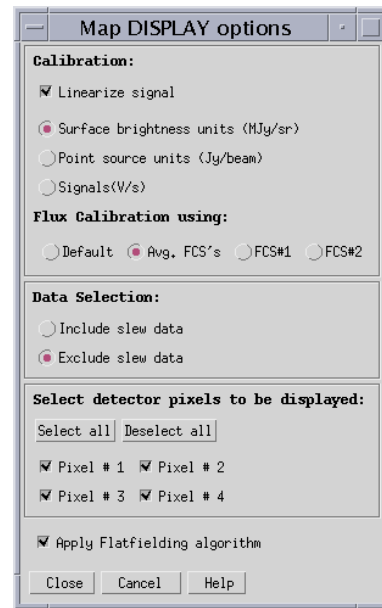 Map DISPLAY options
Calibration:
Linearize signal
Surface brightness units (MJy/sr)
Point source units (Jy/beam)
Signals(V/s)
Flux Calibration using:
Default Avg. FCS's FCS#1 FCS#2
Data Selection:
Include slew data
Exclude slew data
Select detector pixels to be displayed:
Select all Deselect all
Pixel # 1 Pixel # 2
Pixel # 3 Pixel # 4
Apply Flatfielding algorithm
Close Cancel Help